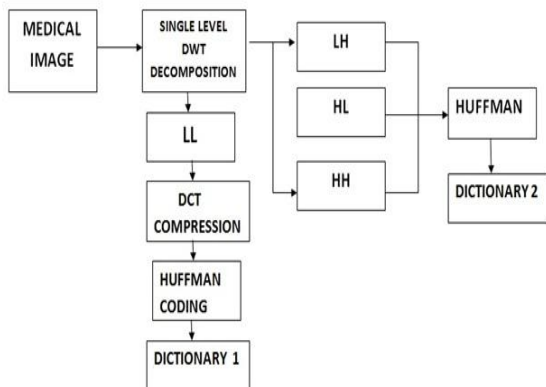 MEDICAL
IMAGE
SINGLE LEVEL
DWT
DECOMPOSITION
LH
HL
HH
HUFFMAN
DICTIONARY 2
LL
DCT
COMPRESSION
HUFFMAN
CODING
DICTIONARY 1